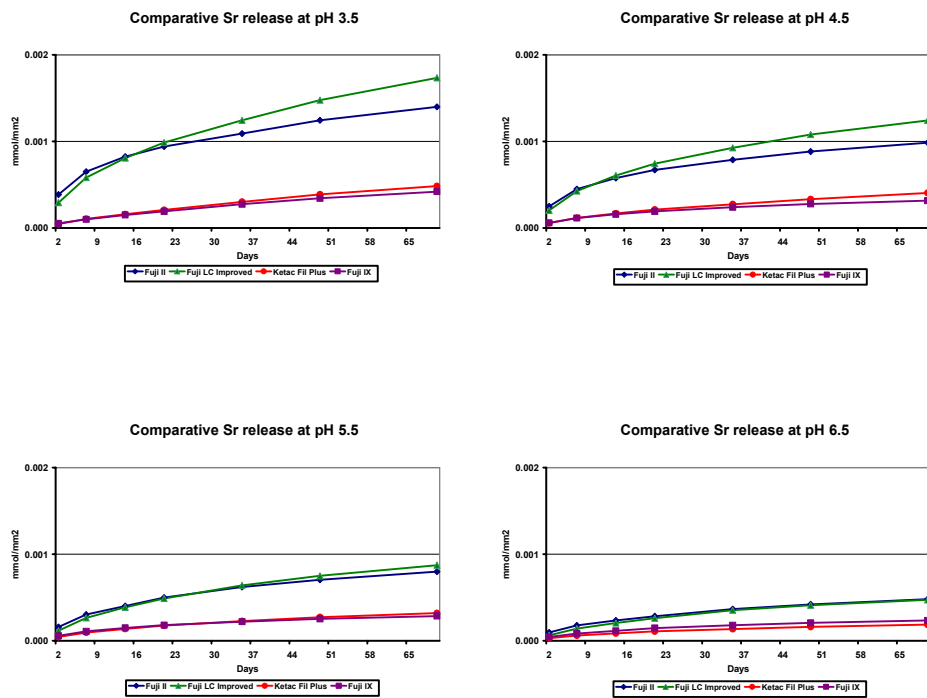 Comparative Sr release at pH 3.5
0.002
0.001
0.000
mmol/mm2
2 9 16 23 30 37 44 51 58 65
Days
Fuji II Fuji LC Improved Ketac Fil Plus Fuji IX
Comparative Sr release at pH 4.5
0.002
0.001
0.000
mmol/mm2
2 9 16 23 30 37 44 51 58 65
Days
Fuji II Fuji LC Improved Ketac Fil Plus Fuji IX
Comparative Sr release at pH 5.5
0.002
0.001
0.000
mmol/mm2
2 9 16 23 30 37 44 51 58 65
Days
Fuji II Fuji LC Improved Ketac Fil Plus Fuji IX
Comparative Sr release at pH 6.5
0.002
0.001
0.000
mmol/mm2
2 9 16 23 30 37 44 51 58 65
Days
Fuji II Fuji LC Improved Ketac Fil Plus Fuji IX